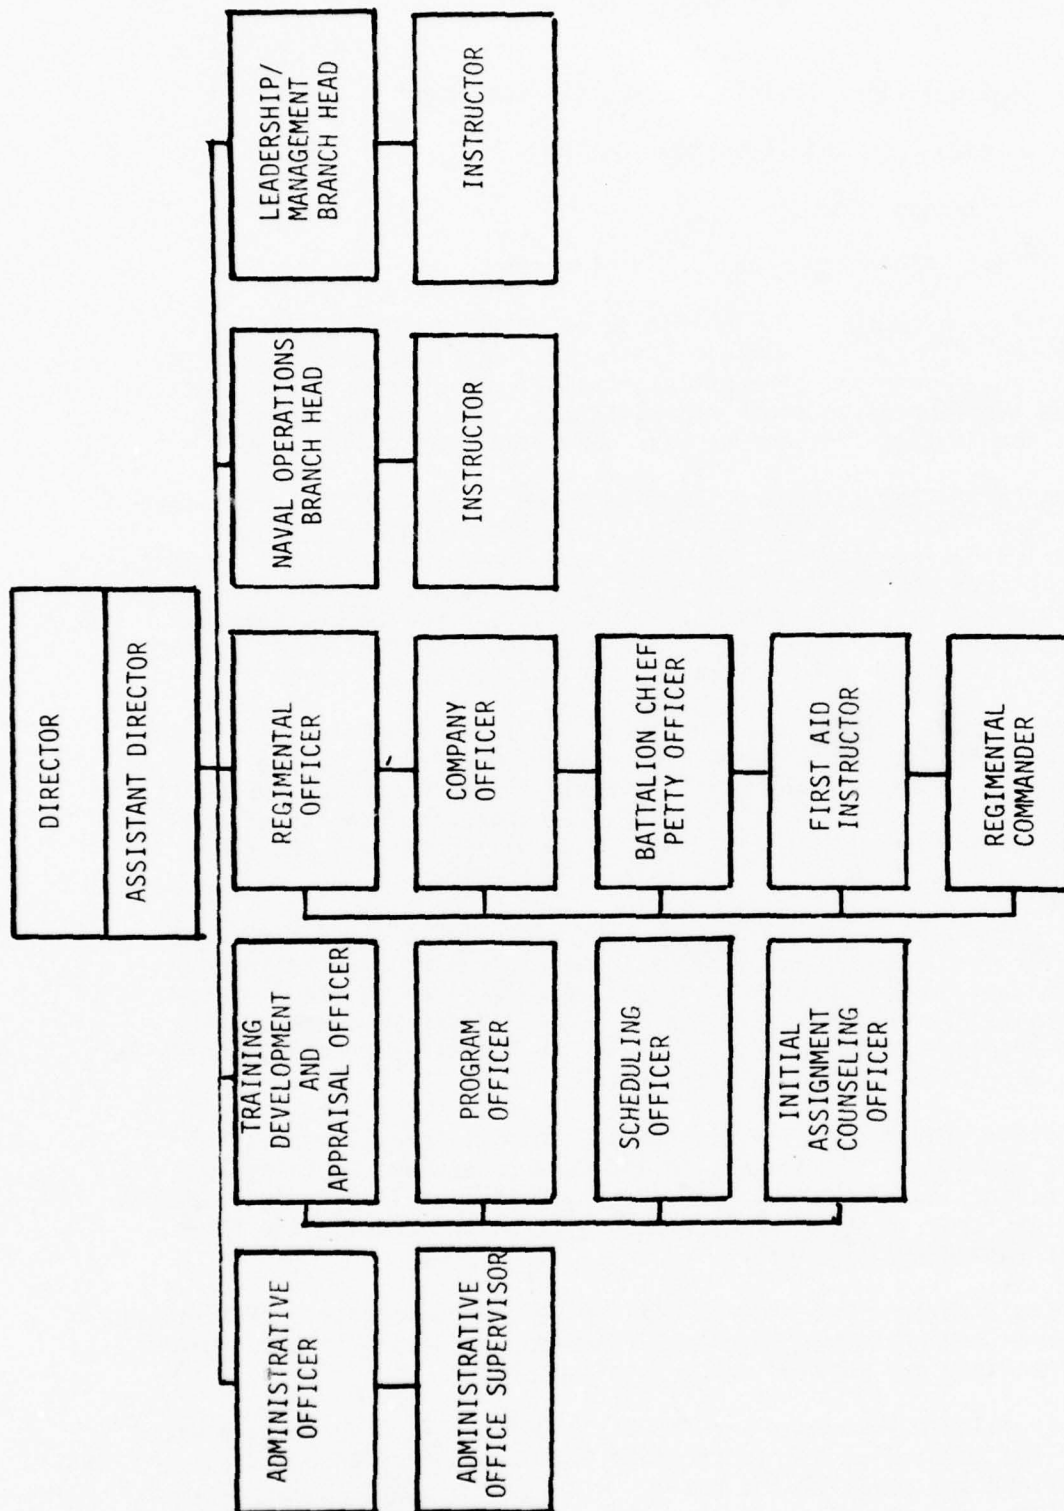 DIRECTOR
ASSISTANT DIRECTOR
ADMINISTRATIVE
OFFICER
ADMINISTRATIVE
OFFICE SUPERVISOR
TRAINING
DEVELOPMENT
AND
APPRAISAL OFFICER
PROGRAM
OFFICER
SCHEDULING
OFFICER
INITIAL
ASSIGNMENT
COUNSELING
OFFICER
REGIMENTAL
OFFICER
COMPANY
OFFICER
BATTALION CHIEF
PETTY OFFICER
FIRST AID
INSTRUCTOR
REGIMENTAL
COMMANDER
NAVAL OPERATIONS
BRANCH HEAD
INSTRUCTOR
LEADERSHIP/
MANAGEMENT
BRANCH HEAD
INSTRUCTOR